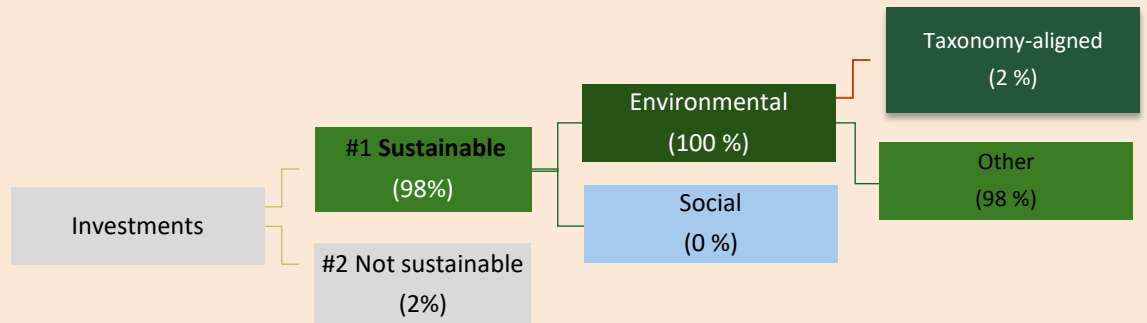 Investments
#1 Sustainable
(98%)
#2 Not sustainable
(2%)
Environmental
(100 %)
Social
(0 %)
Taxonomy-aligned
(2 %)
Other
(98 %)